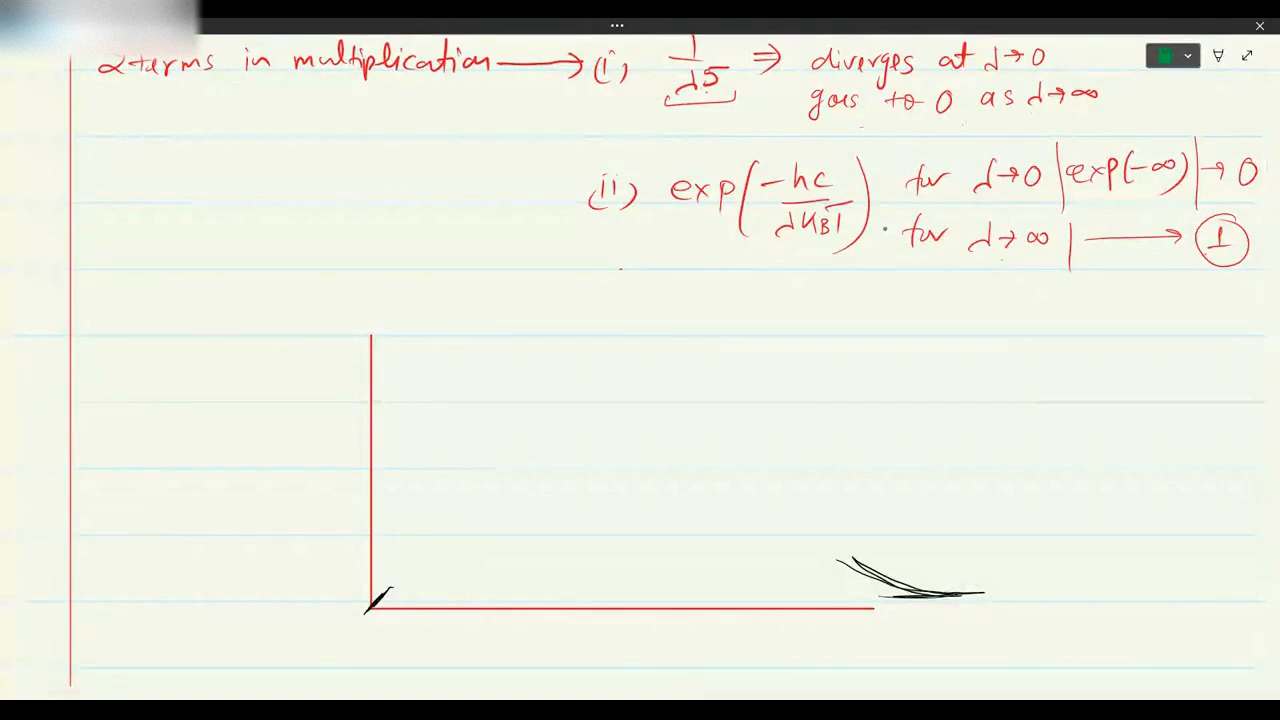 2 terms in multiplication ⟶ (i) 1/λ5 ⇒ diverges at λ→0
goes to 0 as λ→∞
(ii) exp(-hc/λKBT) for λ→0 | exp(-∞) | → 0
for λ→∞ | ⟶ 1